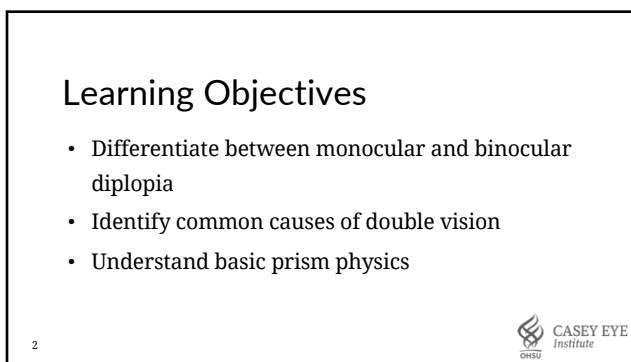 Learning Objectives
• Differentiate between monocular and binocular
diplopia
• Identify common causes of double vision
• Understand basic prism physics
2
CASEY EYE
Institute
OHSU